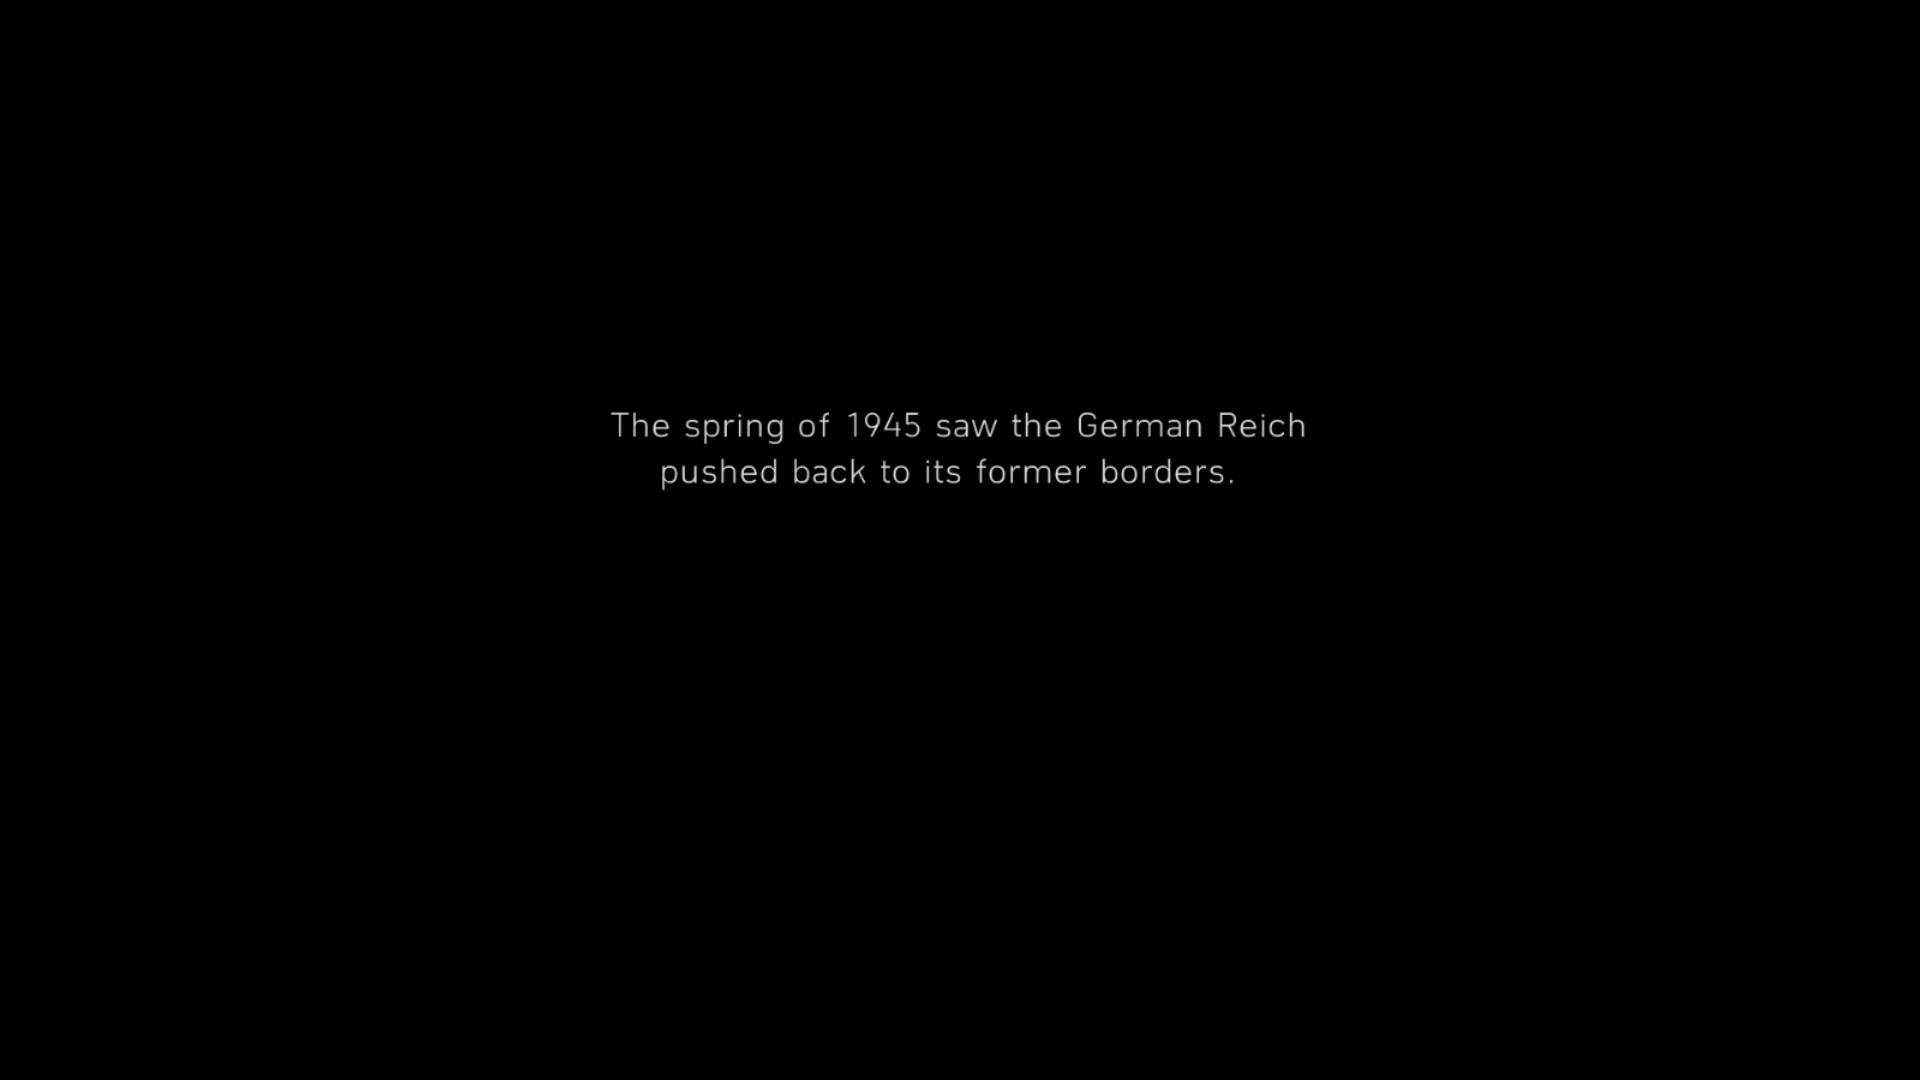 The spring of 1945 saw the German Reich
pushed back to its former borders.